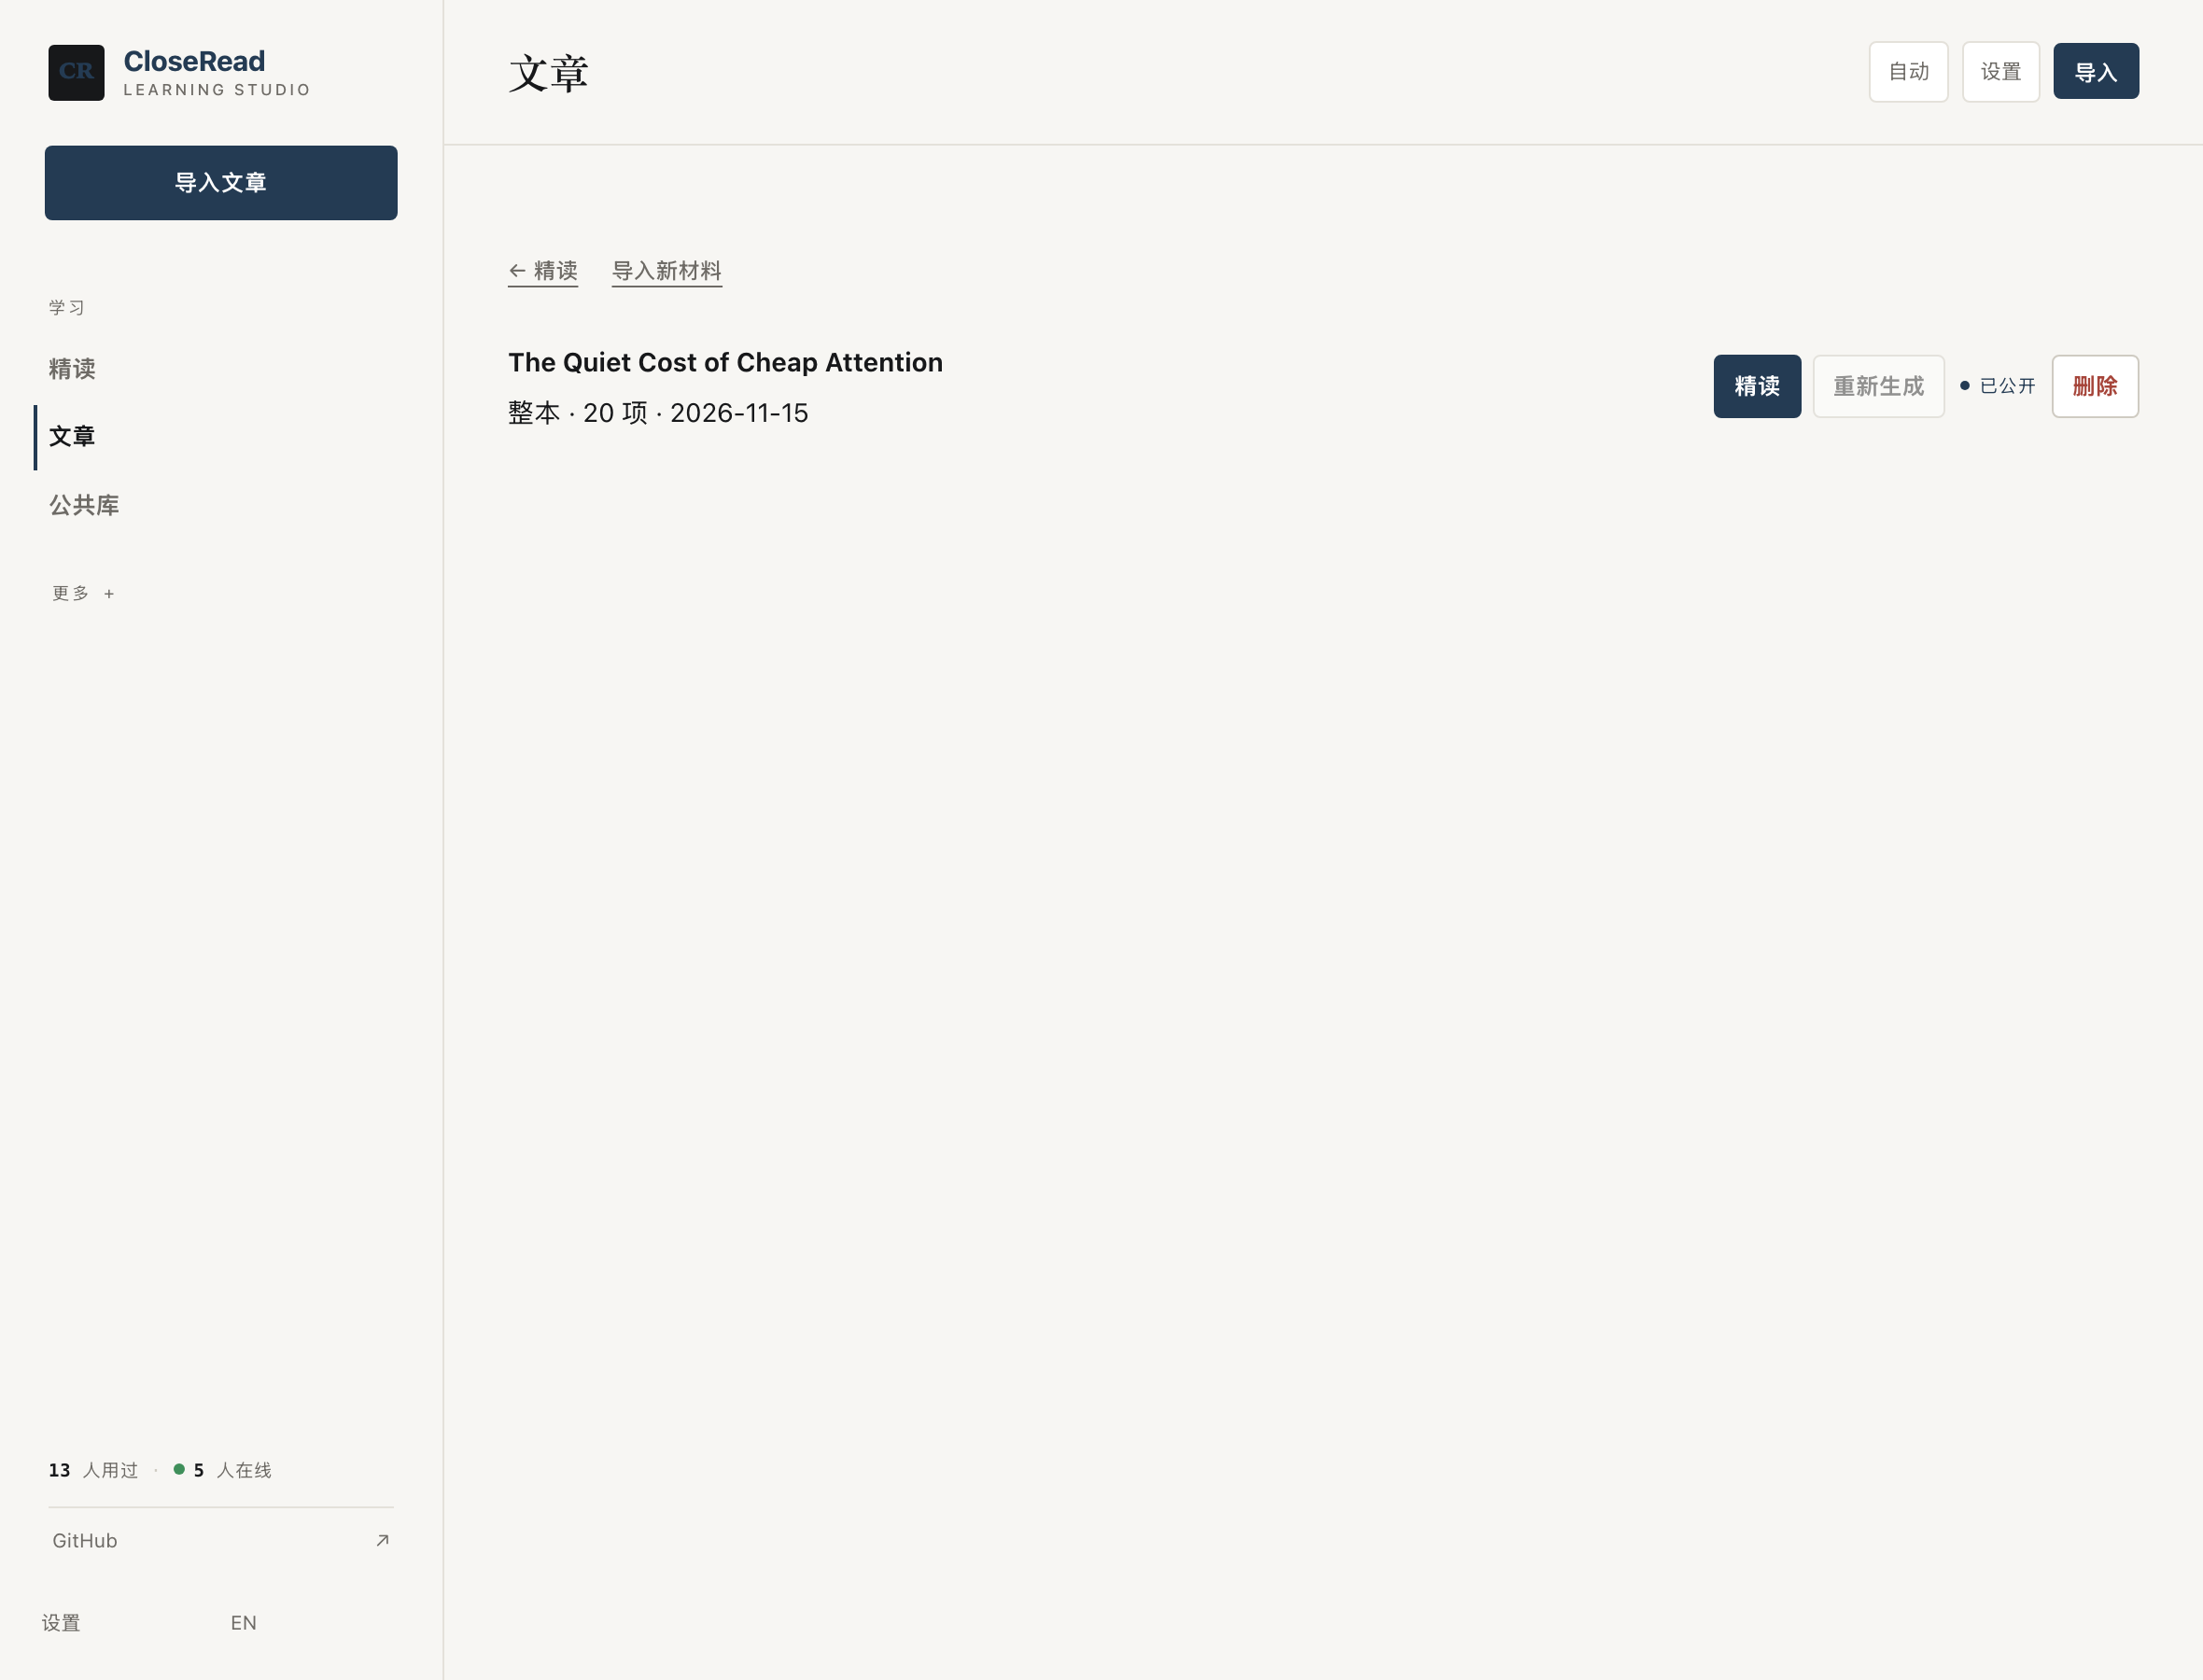 CR
CloseRead
LEARNING STUDIO
导入文章
学习
精读
文章
公共库
更多 +
13 人用过 · 5 人在线
GitHub ↗
设置 EN
文章
自动 设置 导入
← 精读 导入新材料
The Quiet Cost of Cheap Attention
整本 · 20 项 · 2026-11-15
精读 重新生成 已公开 删除